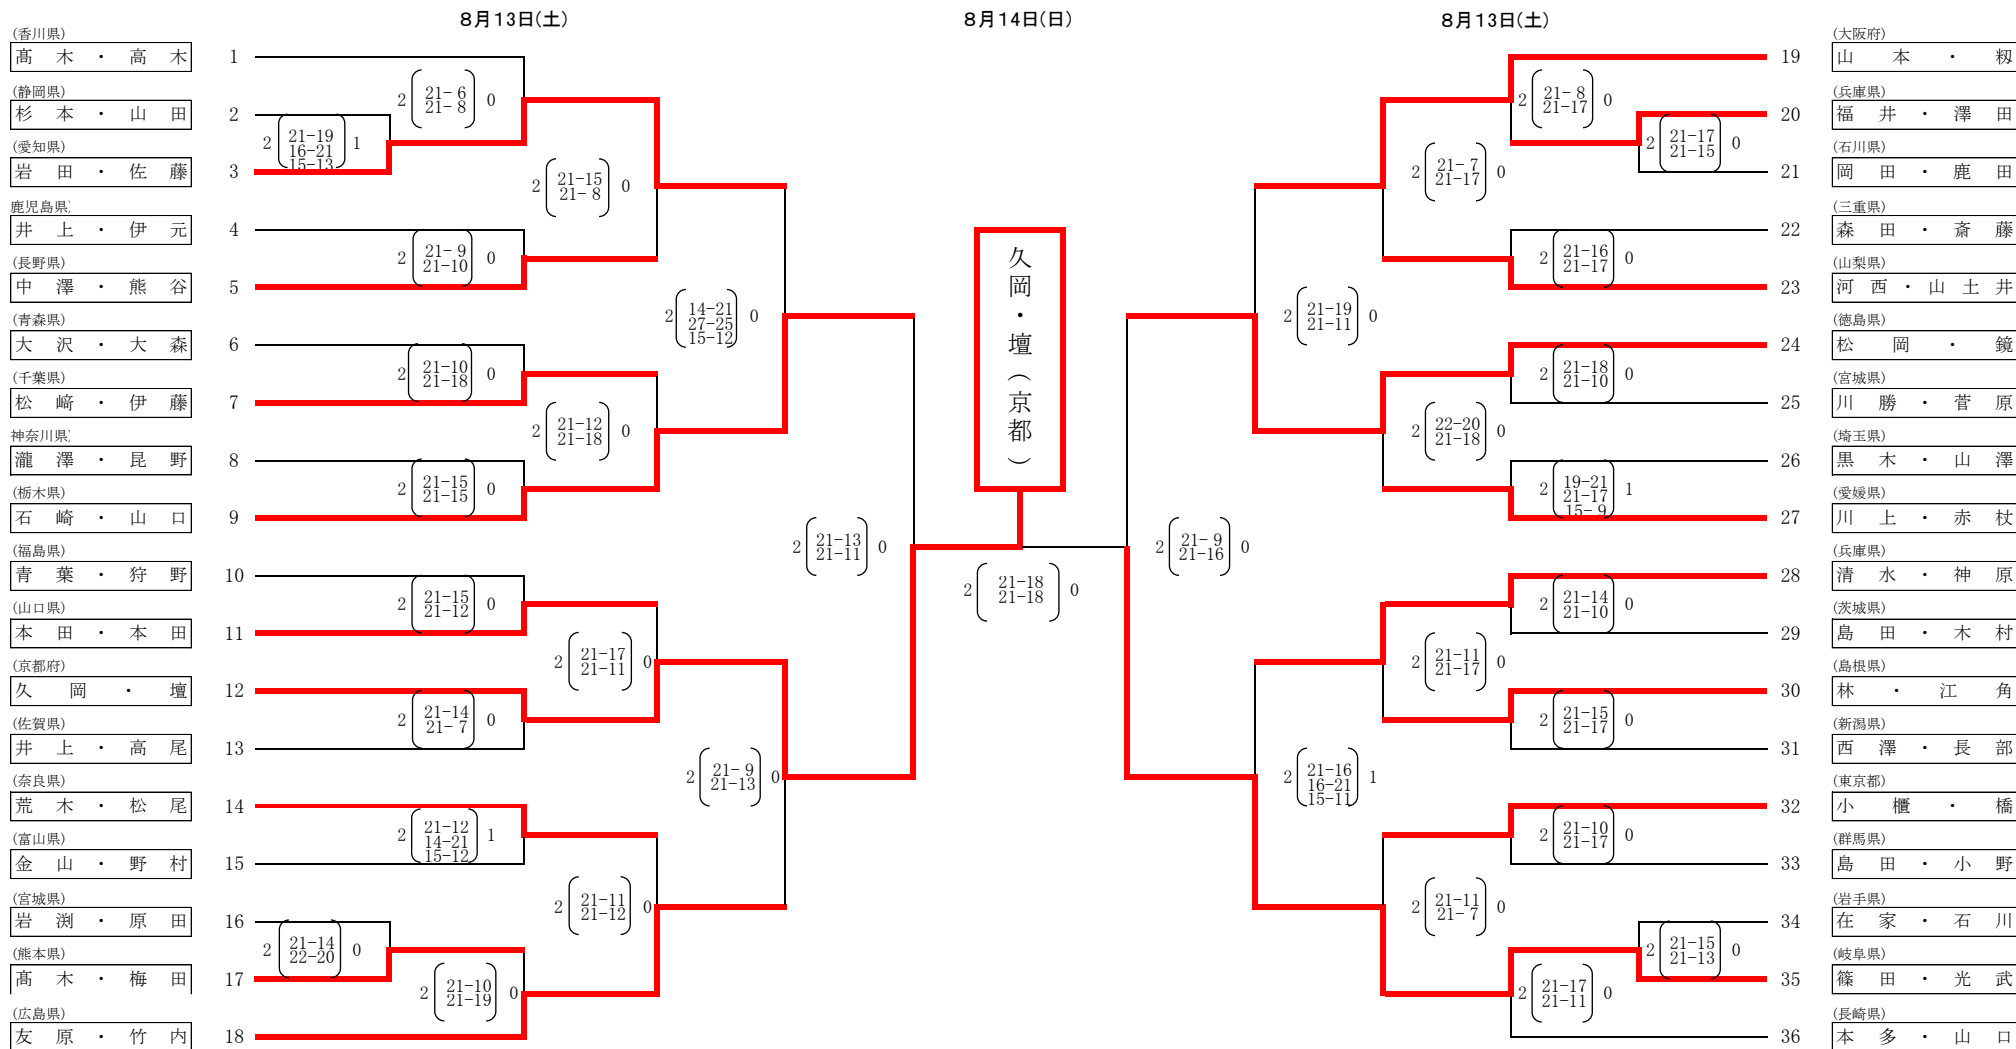 8月13日(土)
8月14日(日)
8月13日(土)
(香川県)
髙木・高木 1
(静岡県)
杉本・山田 2
(愛知県)
岩田・佐藤 3
鹿児島県)
井上・伊元 4
(長野県)
中澤・熊谷 5
(青森県)
大沢・大森 6
(千葉県)
松﨑・伊藤 7
神奈川県)
瀧澤・昆野 8
(栃木県)
石崎・山口 9
(福島県)
青葉・狩野 10
(山口県)
本田・本田 11
(京都府)
久岡・壇 12
(佐賀県)
井上・高尾 13
(奈良県)
荒木・松尾 14
(富山県)
金山・野村 15
(宮城県)
岩渕・原田 16
(熊本県)
髙木・梅田 17
(広島県)
友原・竹内 18
2 21-19 1
16-21
15-13
2 21-14 0
22-20
2 21-6 0
21-8
2 21-9 0
21-10
2 21-10 0
21-18
2 21-15 0
21-15
2 21-15 0
21-12
2 21-14 0
21-7
2 21-12 1
14-21
15-12
2 21-10 0
21-19
2 21-15 0
21-8
2 21-12 0
21-18
2 21-17 0
21-11
2 21-11 0
21-12
2 14-21 0
27-25
15-12
2 21-9 0
21-13
2 21-13 0
21-11
久岡・壇(京都)
2 21-18 0
21-18
2 21-9 0
21-16
2 21-19 0
21-11
2 21-16 1
16-21
15-11
2 21-7 0
21-17
2 22-20 0
21-18
2 21-11 0
21-17
2 21-11 0
21-7
2 21-8 0
21-17
2 21-16 0
21-17
2 21-18 0
21-10
2 19-21 1
21-17
15-9
2 21-14 0
21-10
2 21-15 0
21-17
2 21-10 0
21-17
2 21-17 0
21-11
2 21-17 0
21-15
2 21-15 0
21-13
(大阪府)
19 山本・籾
(兵庫県)
20 福井・澤田
(石川県)
21 岡田・鹿田
(三重県)
22 森田・斎藤
(山梨県)
23 河西・山土井
(徳島県)
24 松岡・鏡
(宮城県)
25 川勝・菅原
(埼玉県)
26 黒木・山澤
(愛媛県)
27 川上・赤杖
(兵庫県)
28 清水・神原
(茨城県)
29 島田・木村
(島根県)
30 林・江角
(新潟県)
31 西澤・長部
(東京都)
32 小櫃・橋
(群馬県)
33 島田・小野
(岩手県)
34 在家・石川
(岐阜県)
35 篠田・光武
(長崎県)
36 本多・山口